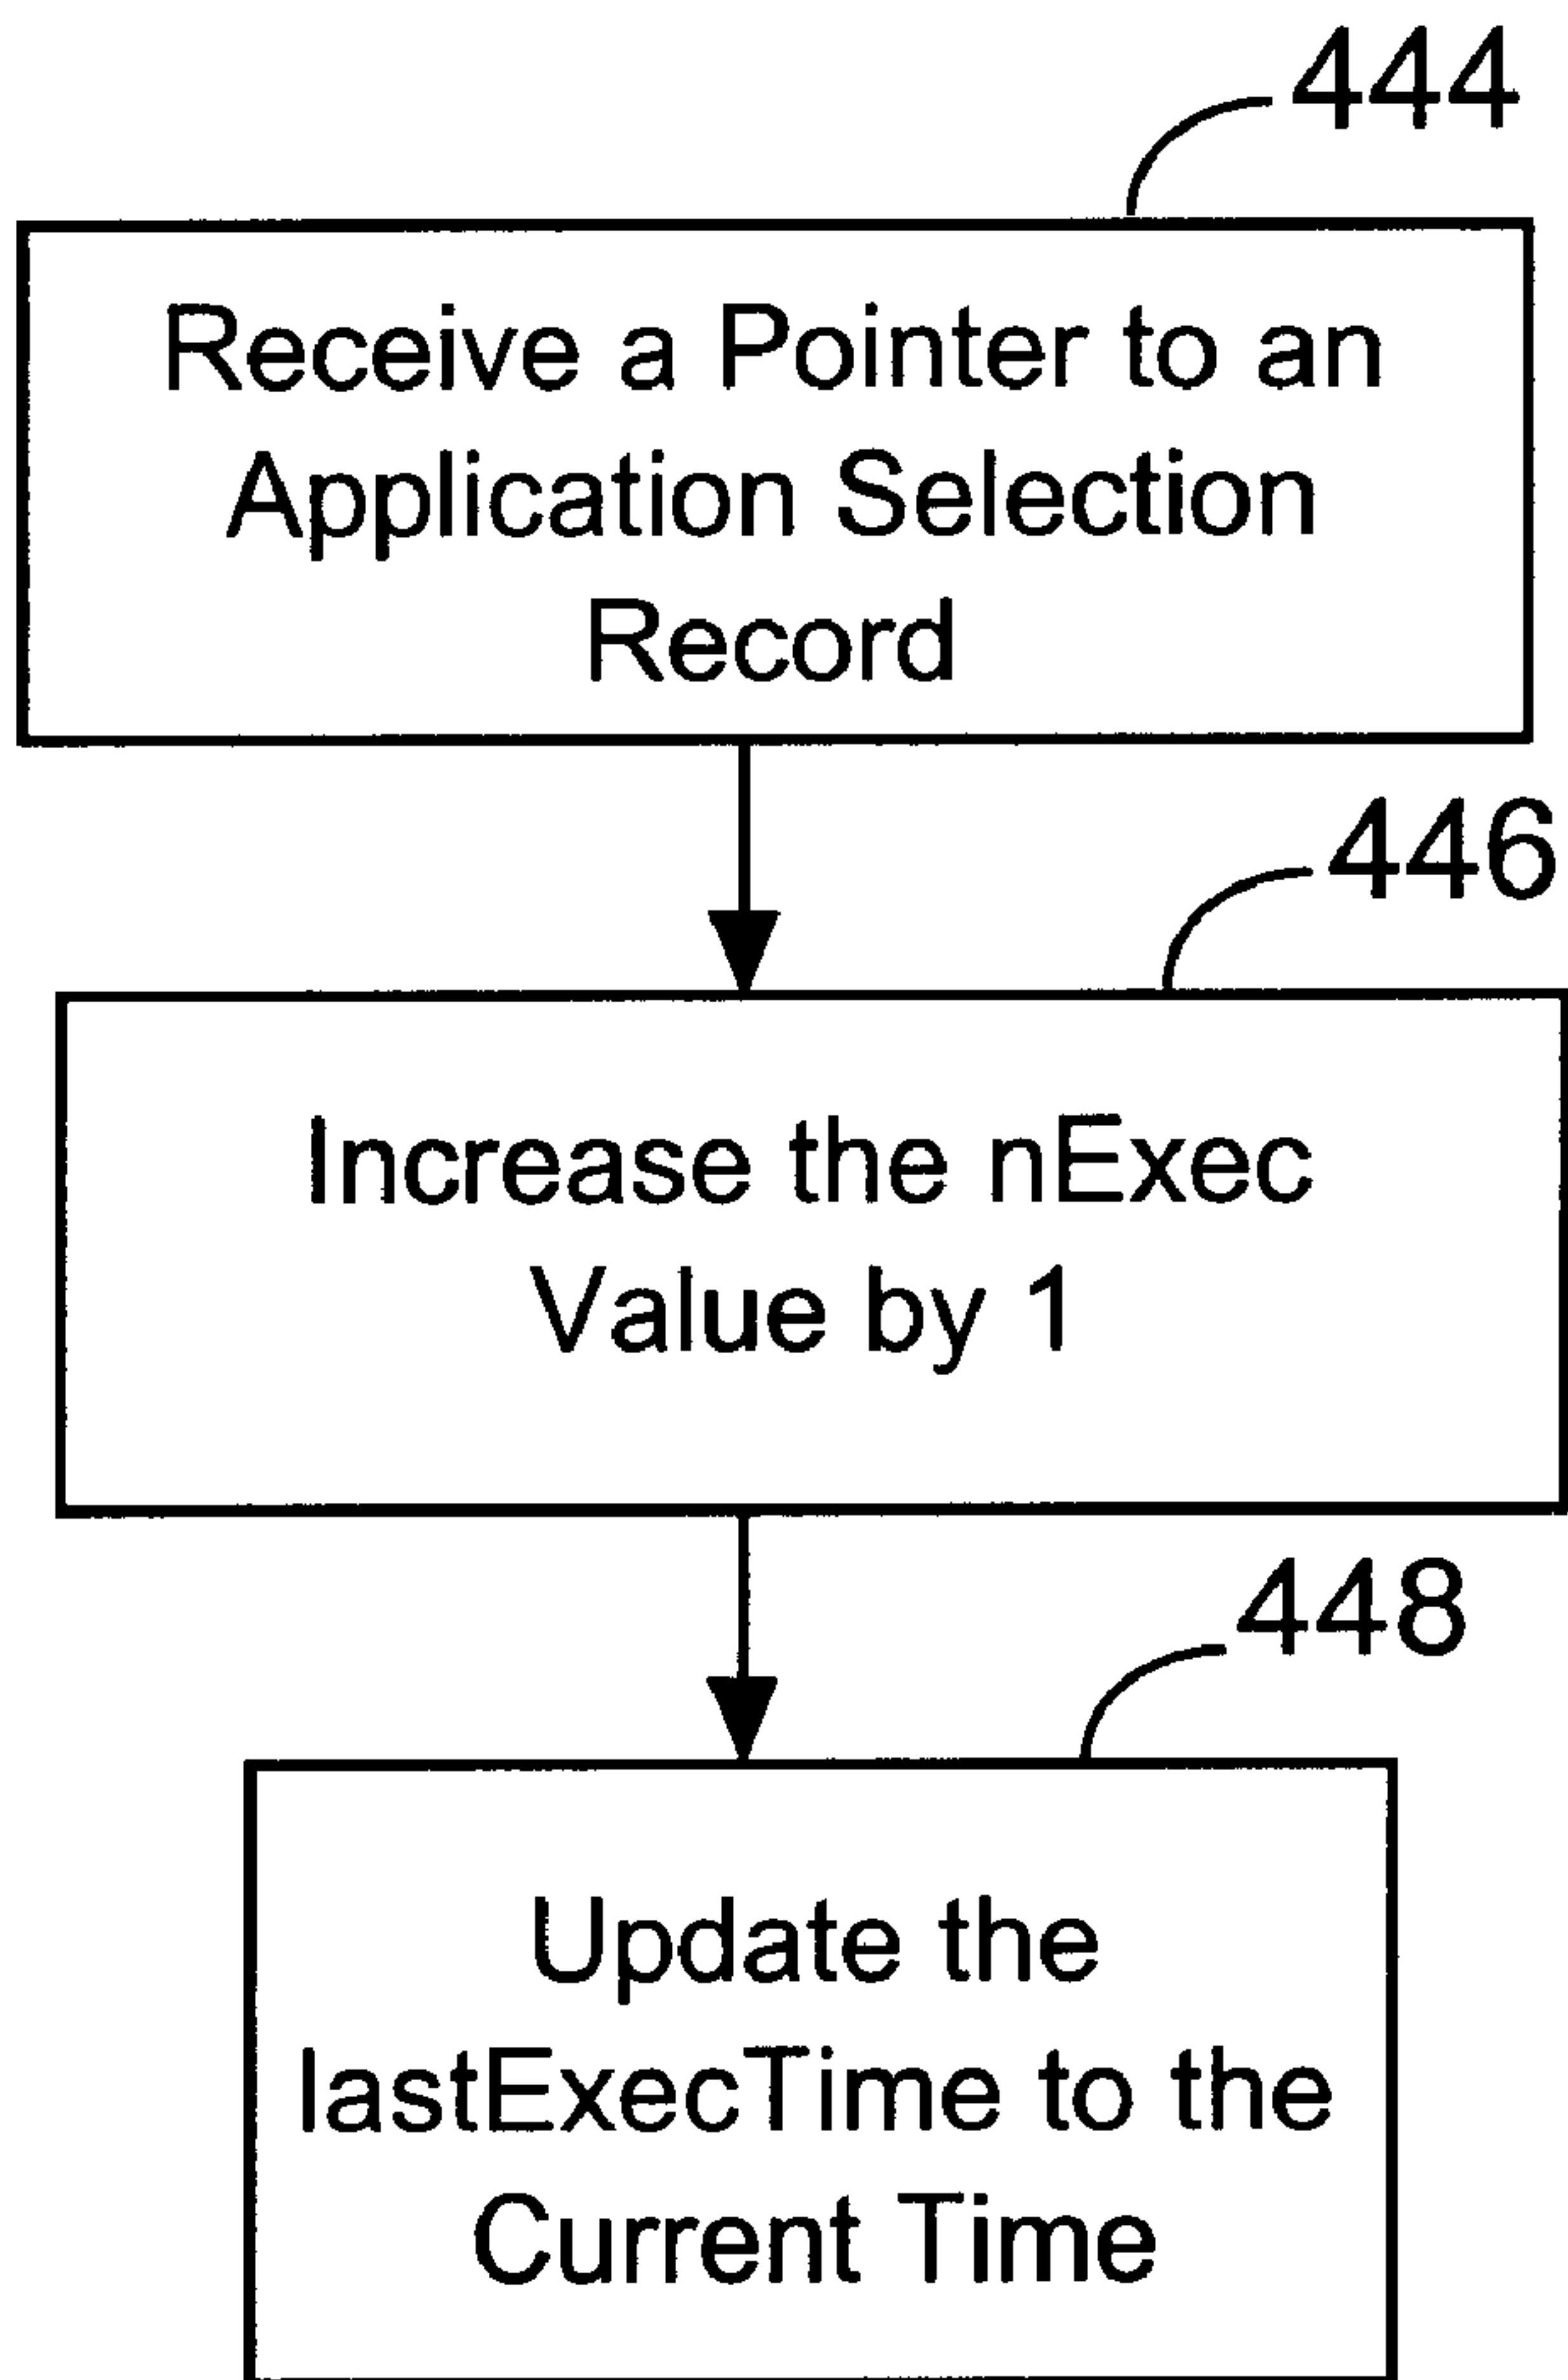 444
Receive a Pointer to an
Application Selection
Record
446
Increase the nExec
Value by 1
448
Update the
lastExecTime to the
Current Time